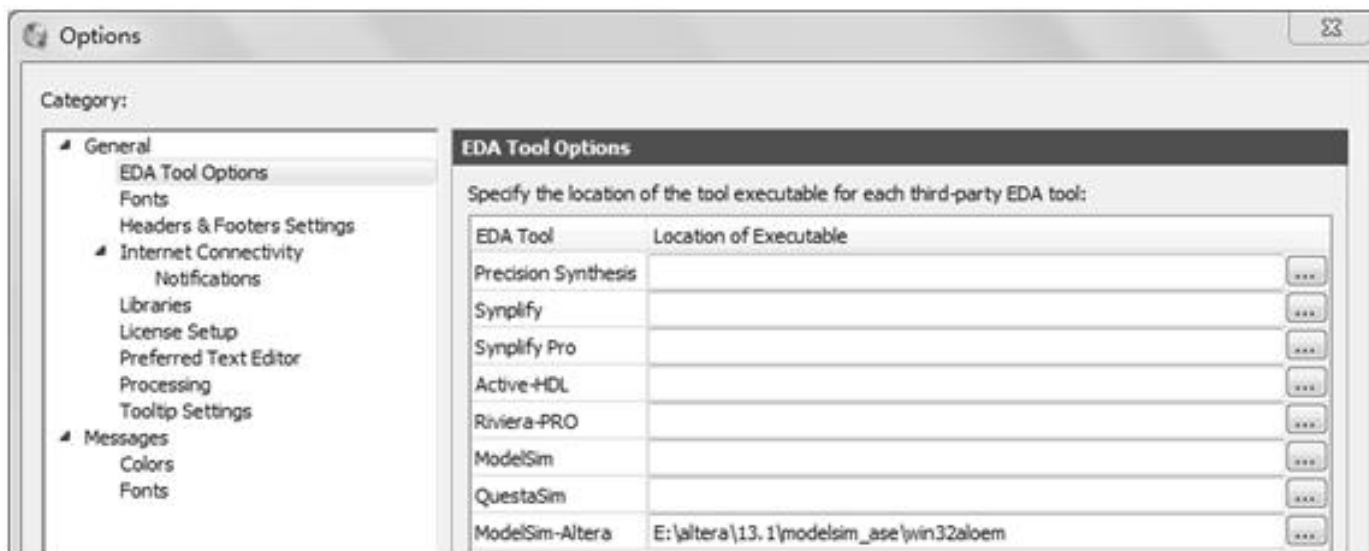 Options
Category:
General
EDA Tool Options
Fonts
Headers & Footers Settings
Internet Connectivity
Notifications
Libraries
License Setup
Preferred Text Editor
Processing
Tooltip Settings
Messages
Colors
Fonts
EDA Tool Options
Specify the location of the tool executable for each third-party EDA tool:
EDA Tool Location of Executable
Precision Synthesis ...
Synplify ...
Synplify Pro ...
Active-HDL ...
Riviera-PRO ...
ModelSim ...
QuestaSim ...
ModelSim-Altera E:\altera\13.1\modelsim_ase\win32aloem ...